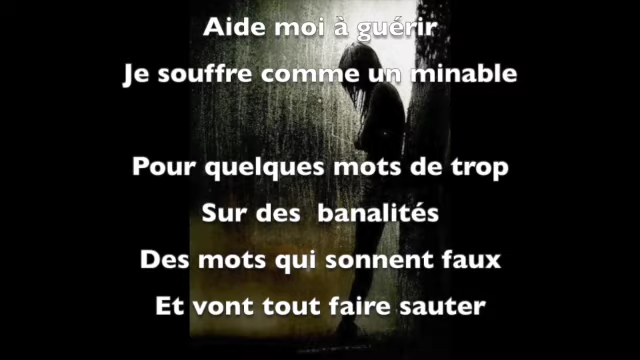 Aide moi à guérir
Je souffre comme un minable
Pour quelques mots de trop
Sur des banalités
Des mots qui sonnent faux
Et vont tout faire sauter